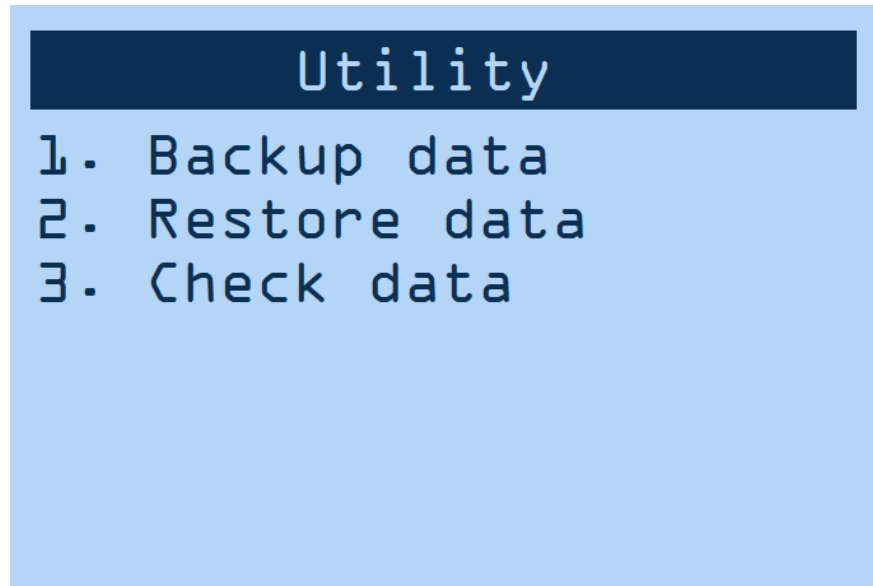 Utility
1. Backup data
2. Restore data
3. Check data